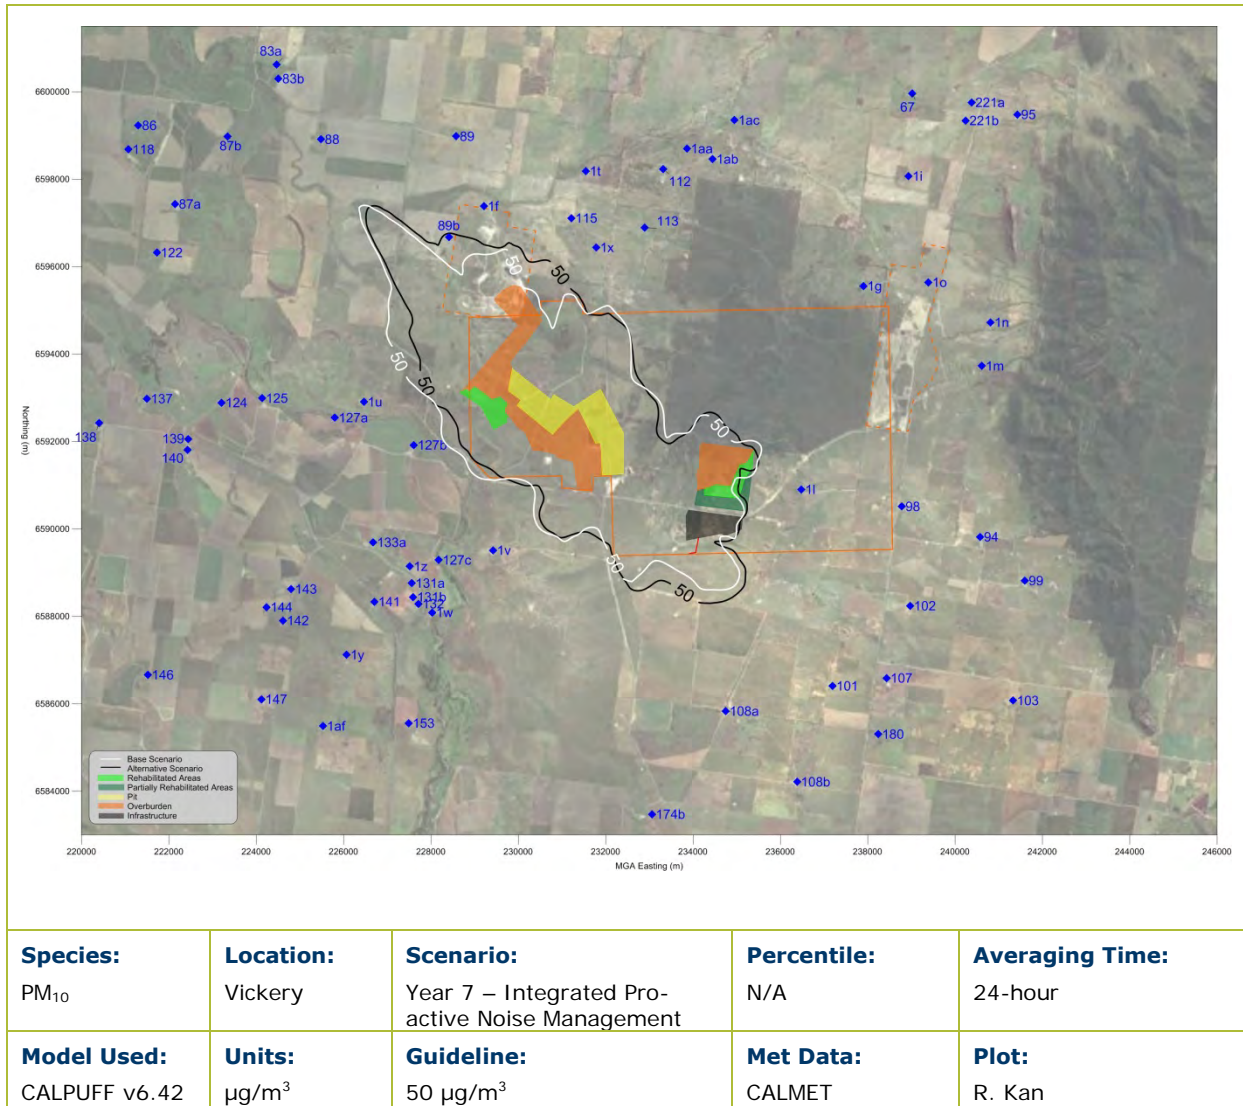 83a
83b
6600000
67
221a
221b
95
86
118
87b
88
89
1ac
1aa
1ab
112
1t
1i
6598000
87a
1f
115
113
89b
1x
122
50
50
6596000
1g
1o
1n
6594000
50
50
1m
137
124
125
1u
127a
138
139
140
127b
50
6592000
1l
98
94
6590000
133a
1v
127c
1z
131a
131b
132
1w
50
50
99
143
144
142
141
102
6588000
1y
146
147
1af
153
101
107
103
108a
180
6586000
108b
174b
6584000
Northing (m)
Base Scenario
Alternative Scenario
Rehabilitated Areas
Partially Rehabilitated Areas
Pit
Overburden
Infrastructure
220000 222000 224000 226000 228000 230000 232000 234000 236000 238000 240000 242000 244000 246000
MGA Easting (m)
Species: Location: Scenario: Percentile: Averaging Time:
PM₁₀ Vickery Year 7 – Integrated Pro- N/A 24-hour
active Noise Management
Model Used: Units: Guideline: Met Data: Plot:
CALPUFF v6.42 µg/m³ 50 µg/m³ CALMET R. Kan